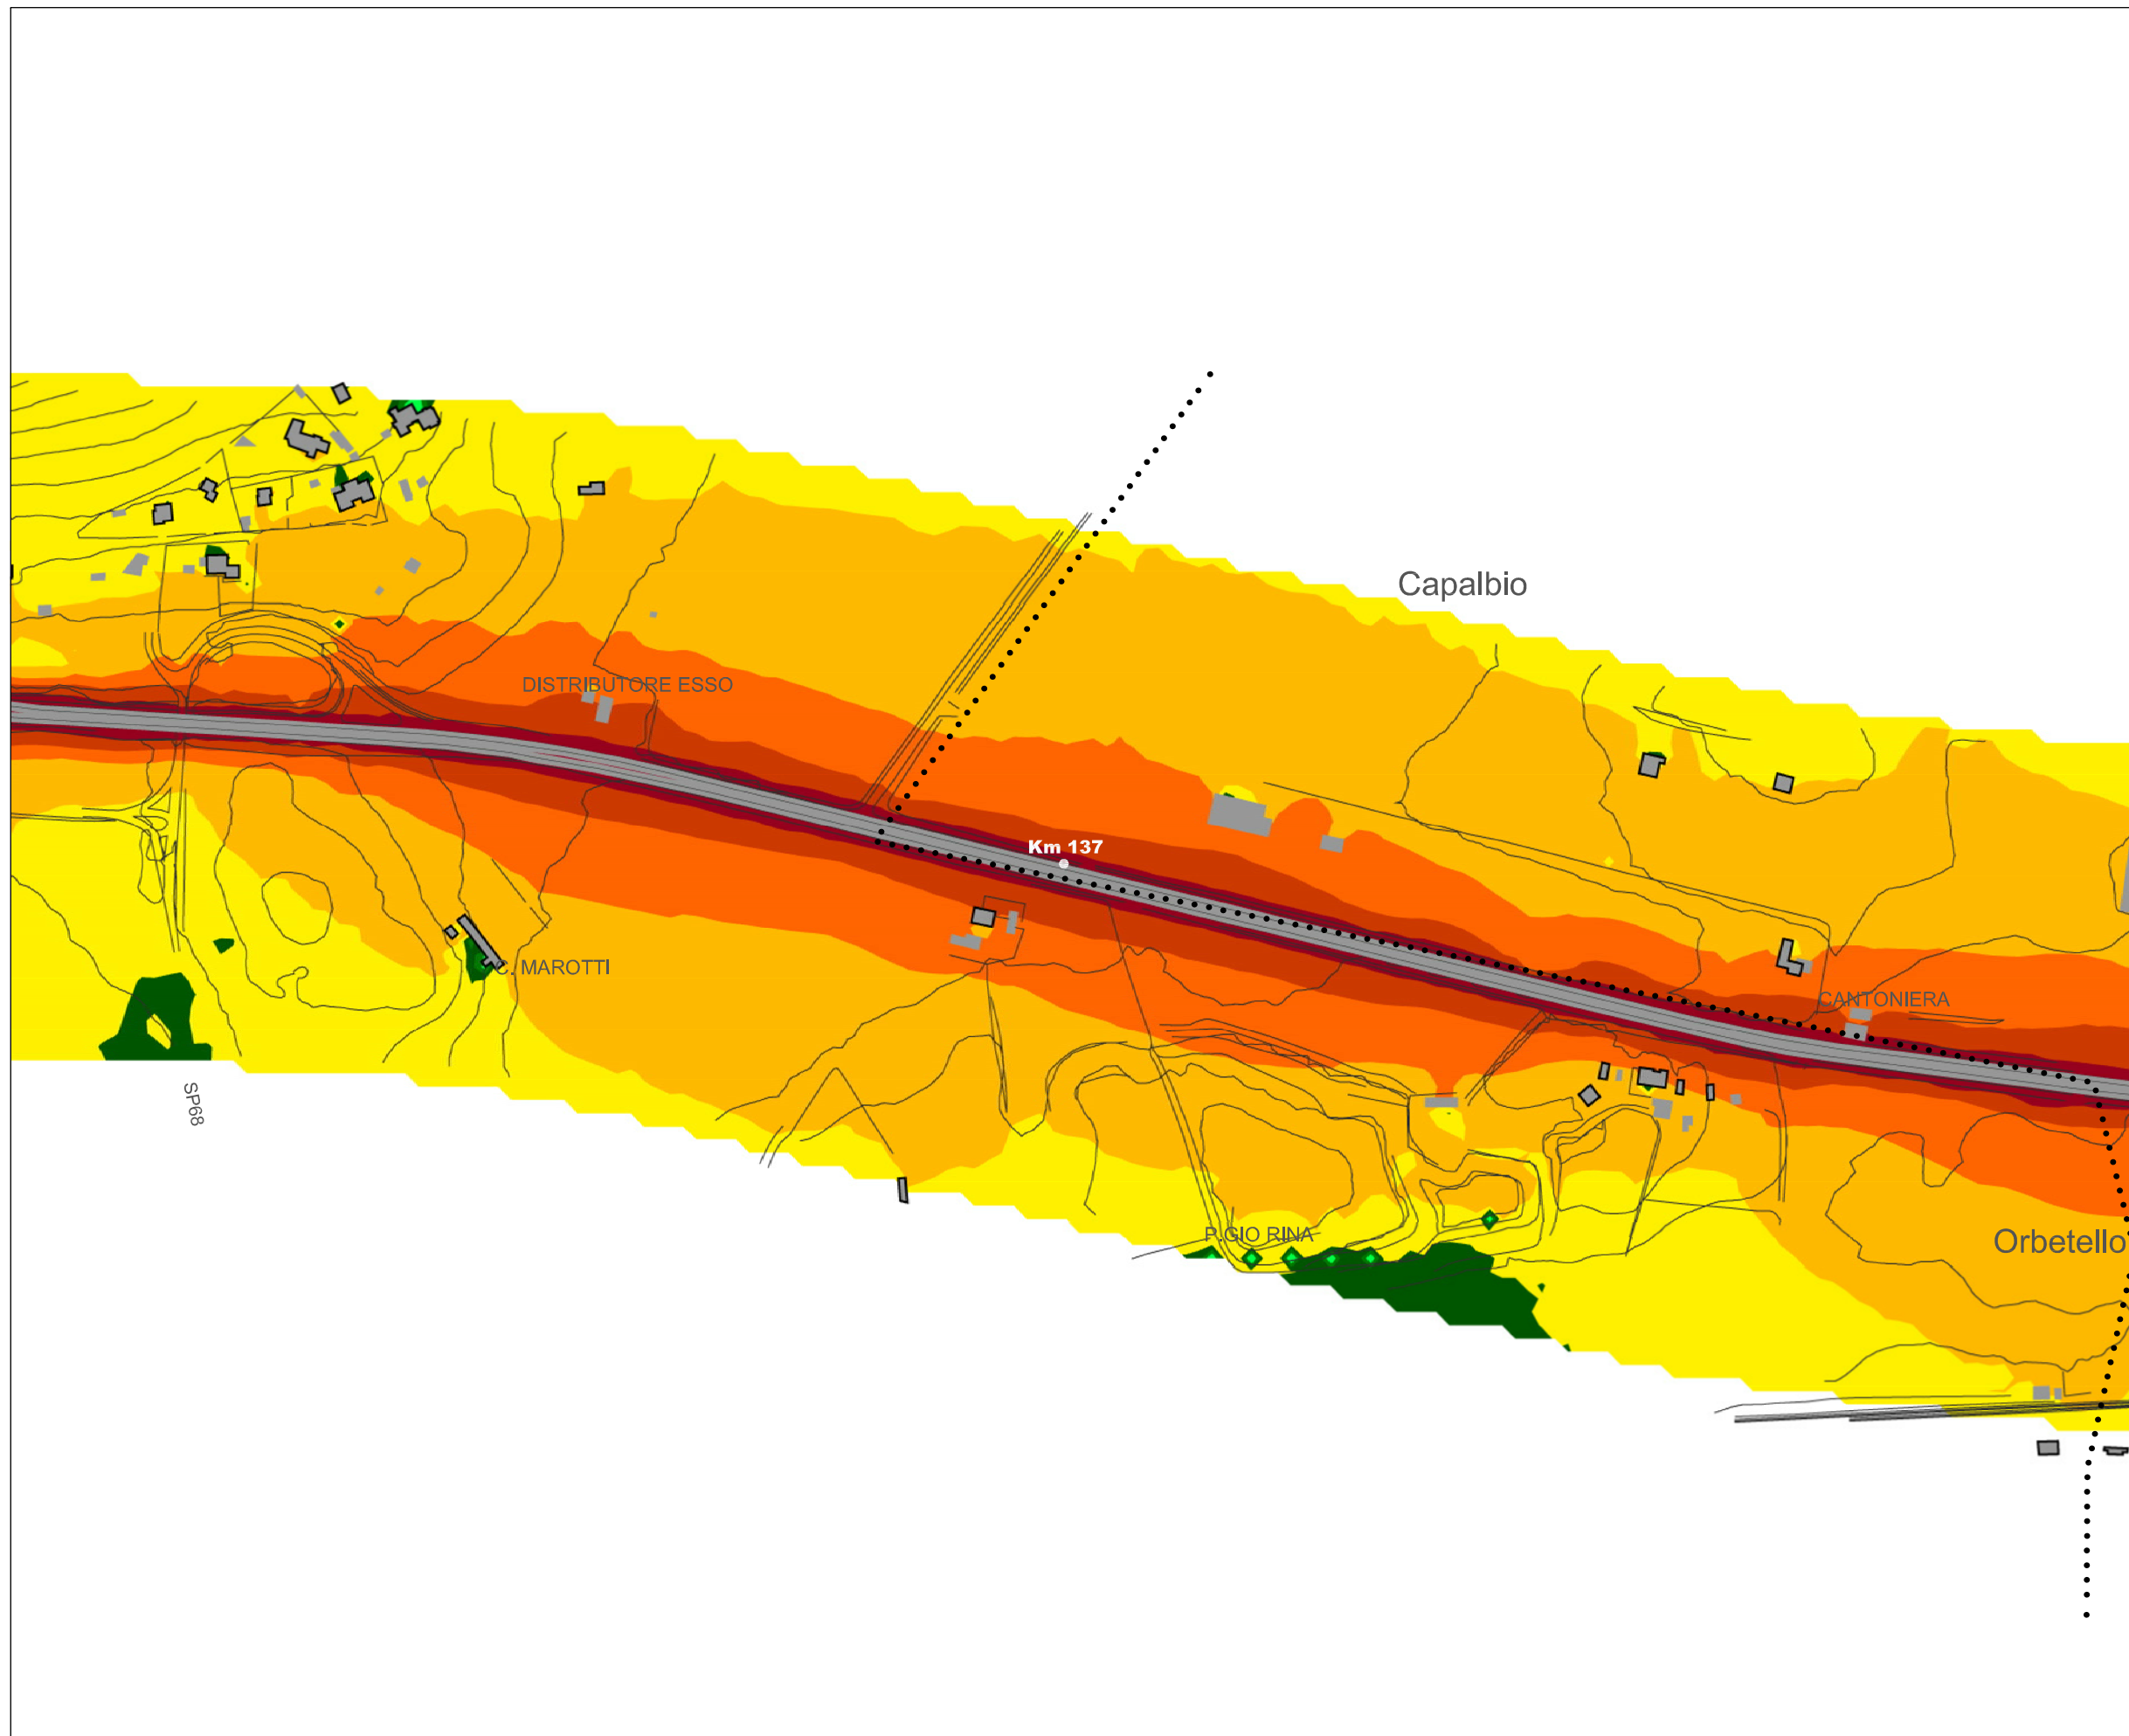 Capalbio
DISTRIBUTORE ESSO
Km 137
C. MAROTTI
CANTONIERA
SP68
P.GIO RINA
Orbetello